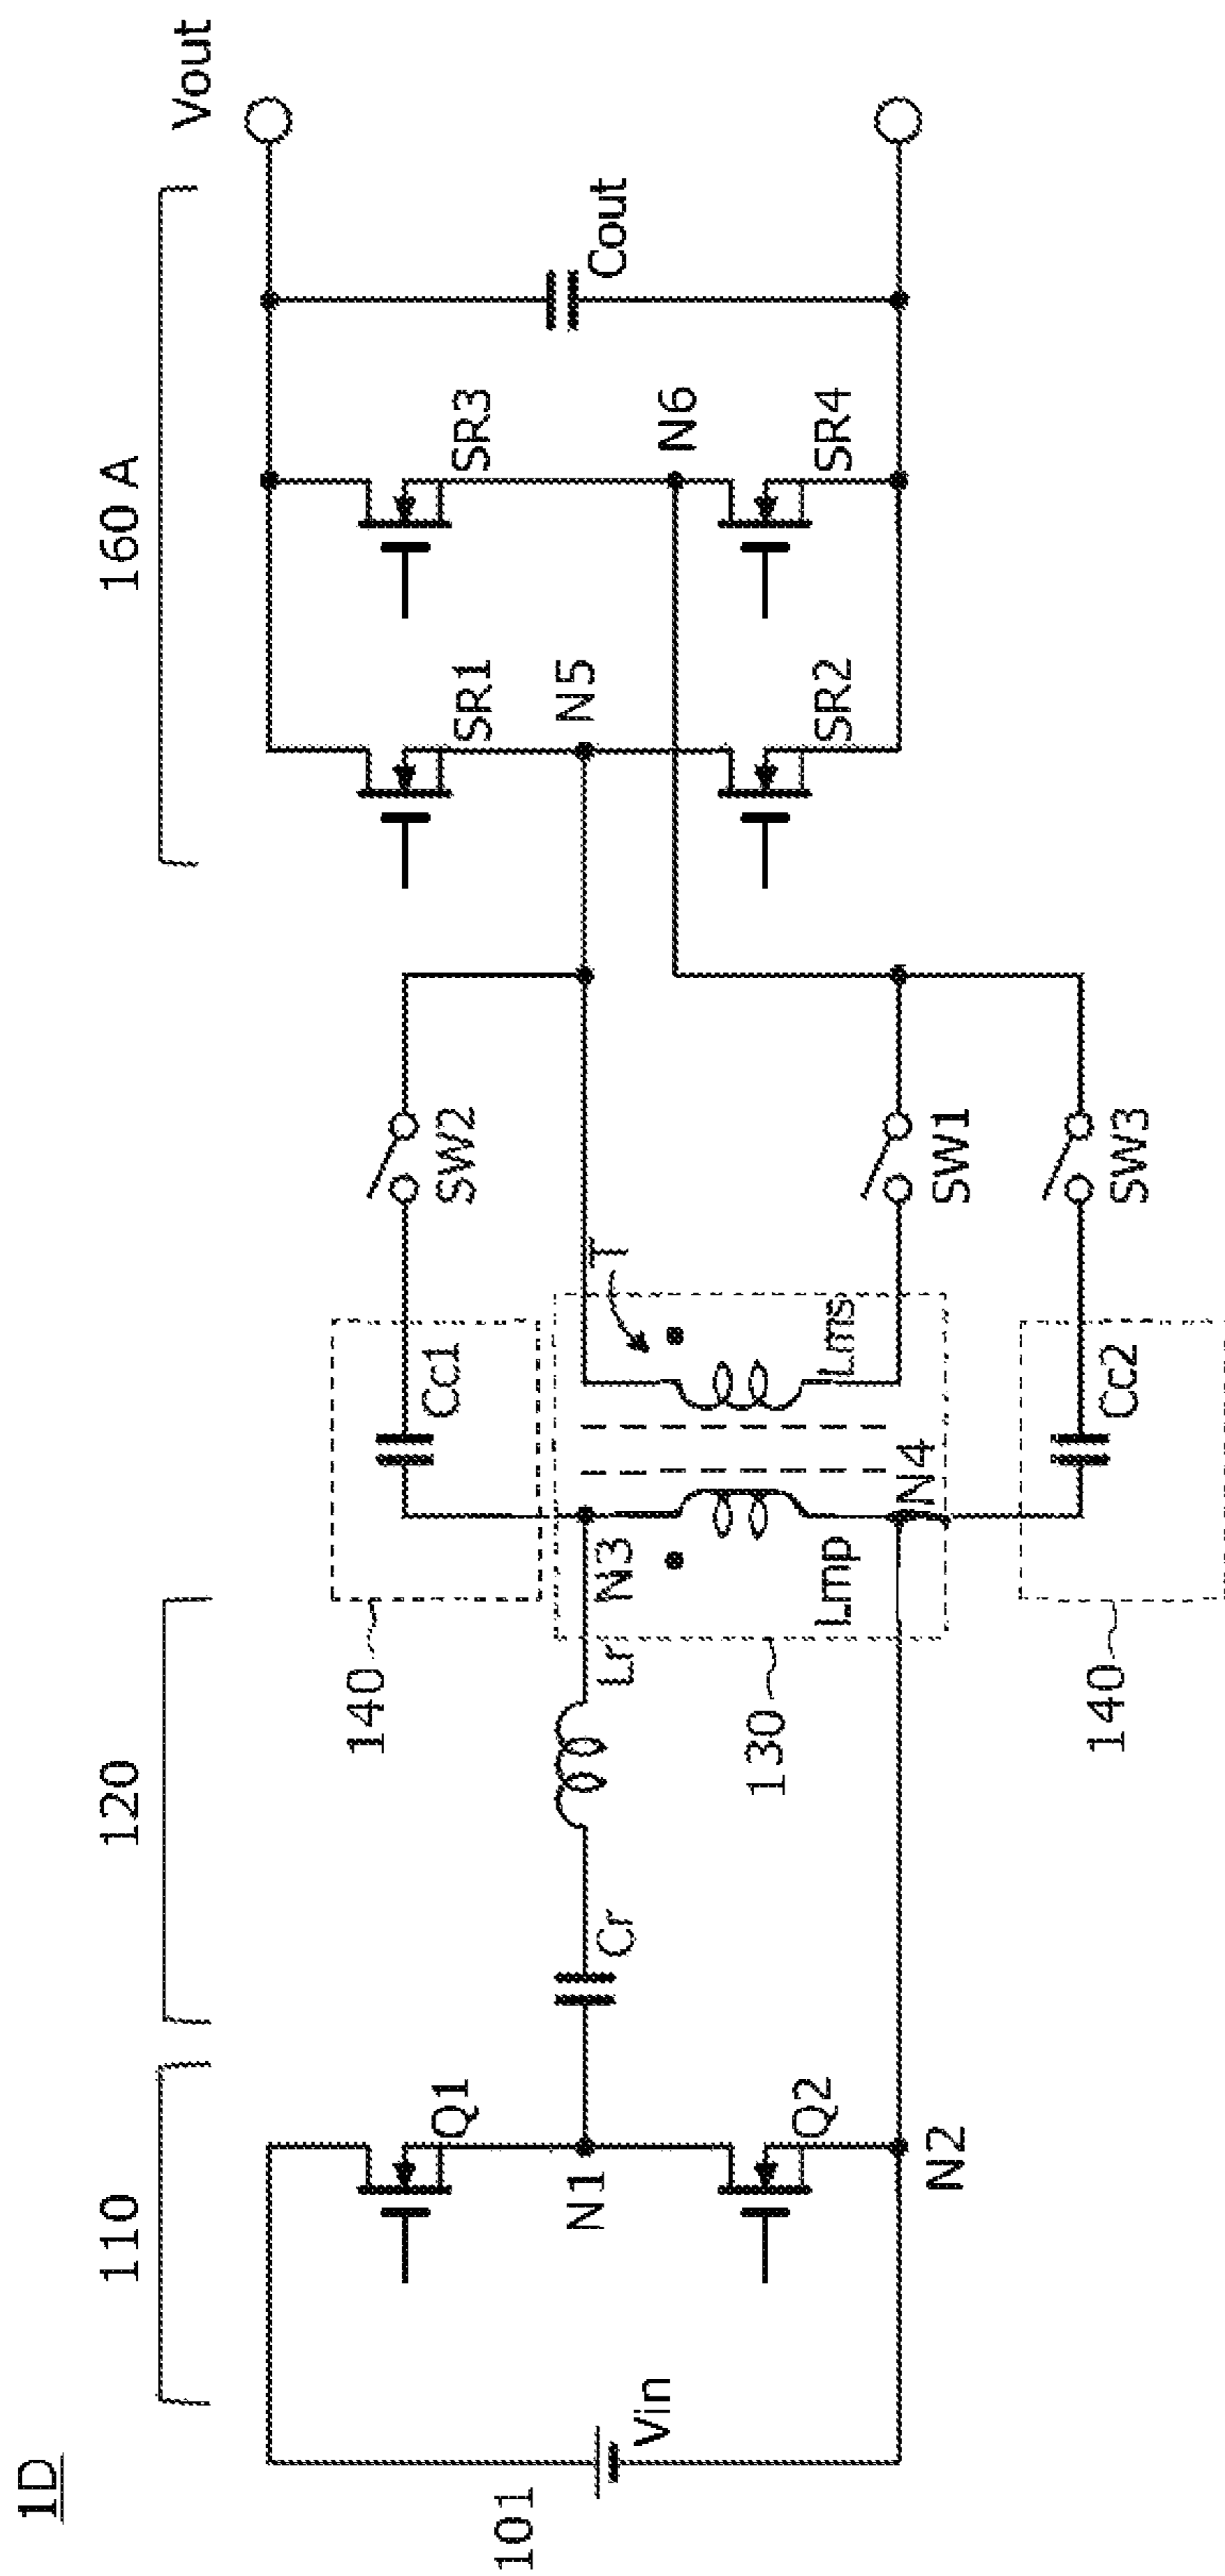 1D
110
120
160 A
Vout
101
Vin
Q1
N1
Q2
N2
Cr
Lr
140
Cc1
SW2
N3
T
Lmp
Lms
N4
130
SW1
140
Cc2
SW3
N5
SR1
SR2
SR3
N6
SR4
Cout